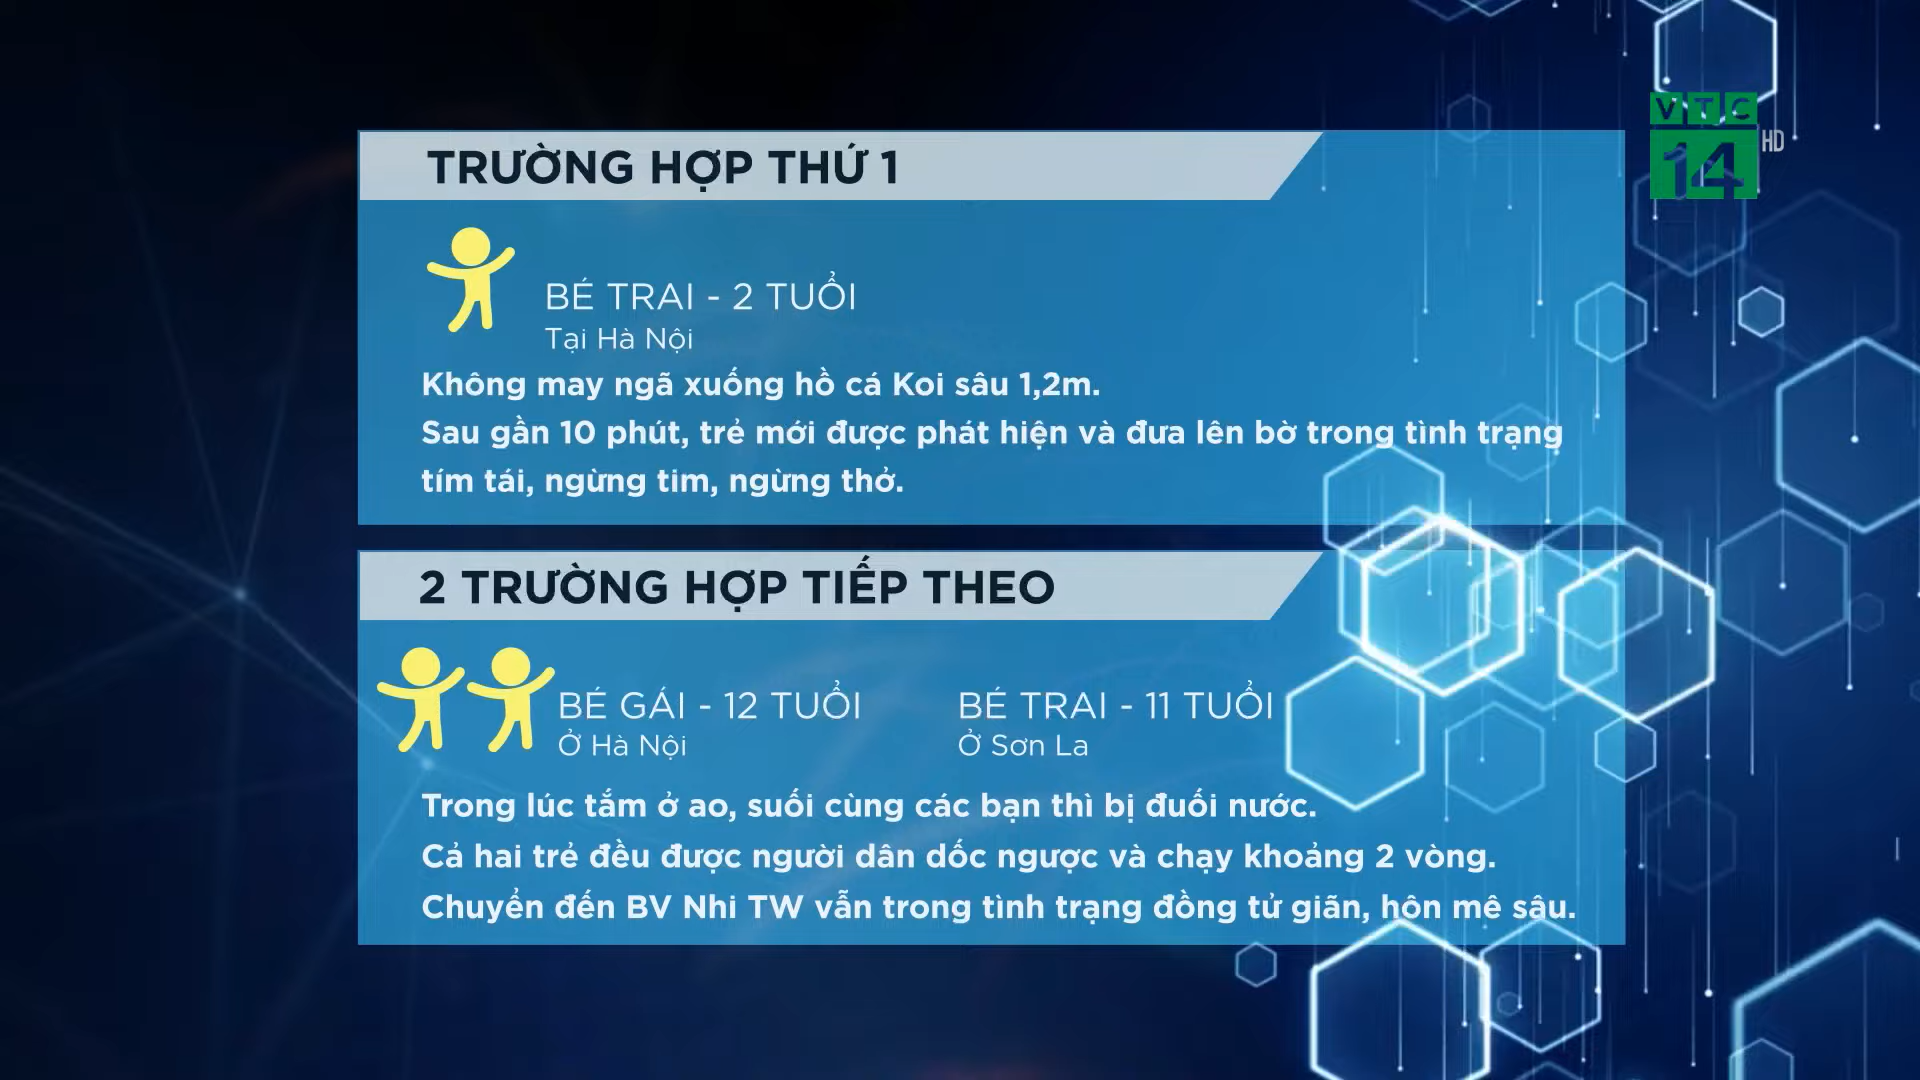 VTC
14
HD
TRƯỜNG HỢP THỨ 1
BÉ TRAI - 2 TUỔI
Tại Hà Nội
Không may ngã xuống hồ cá Koi sâu 1,2m.
Sau gần 10 phút, trẻ mới được phát hiện và đưa lên bờ trong tình trạng
tím tái, ngừng tim, ngừng thở.
2 TRƯỜNG HỢP TIẾP THEO
BÉ GÁI - 12 TUỔI
Ở Hà Nội
BÉ TRAI - 11 TUỔI
Ở Sơn La
Trong lúc tắm ở ao, suối cùng các bạn thì bị đuối nước.
Cả hai trẻ đều được người dân dốc ngược và chạy khoảng 2 vòng.
Chuyển đến BV Nhi TW vẫn trong tình trạng đồng tử giãn, hôn mê sâu.